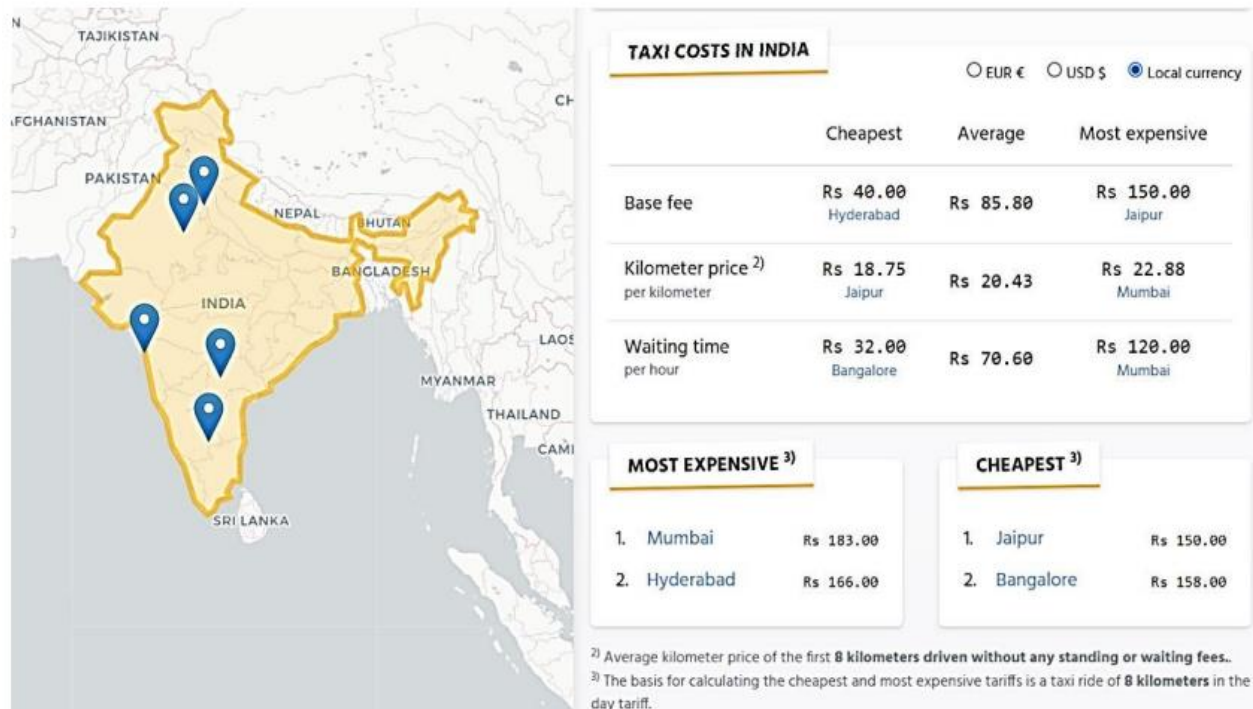 N
TAJIKISTAN
AFGHANISTAN
CH
PAKISTAN
NEPAL
BHUTAN
BANGLADESH
INDIA
LAOS
MYANMAR
THAILAND
CAM
SRI LANKA
TAXI COSTS IN INDIA
EUR € USD $ Local currency
Cheapest Average Most expensive
Base fee Rs 40.00 Rs 85.80 Rs 150.00
Hyderabad Jaipur
Kilometer price 2) Rs 18.75 Rs 20.43 Rs 22.88
per kilometer Jaipur Mumbai
Waiting time Rs 32.00 Rs 70.60 Rs 120.00
per hour Bangalore Mumbai
MOST EXPENSIVE 3)
1. Mumbai Rs 183.00
2. Hyderabad Rs 166.00
CHEAPEST 3)
1. Jaipur Rs 150.00
2. Bangalore Rs 158.00
2) Average kilometer price of the first 8 kilometers driven without any standing or waiting fees..
3) The basis for calculating the cheapest and most expensive tariffs is a taxi ride of 8 kilometers in the
day tariff.